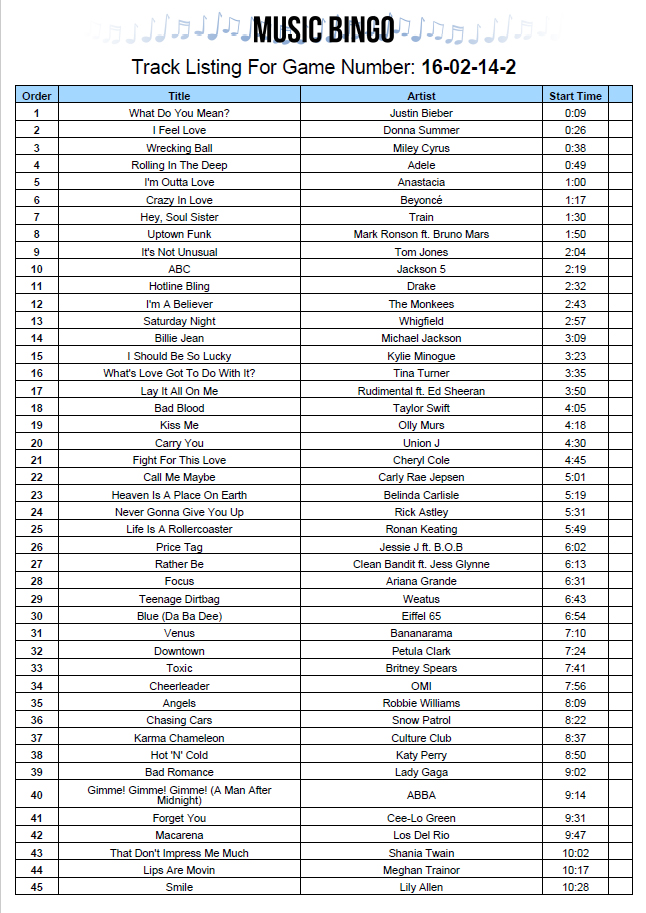 MUSIC BINGO
Track Listing For Game Number: 16-02-14-2
Order Title Artist Start Time
1 What Do You Mean? Justin Bieber 0:09
2 I Feel Love Donna Summer 0:26
3 Wrecking Ball Miley Cyrus 0:38
4 Rolling In The Deep Adele 0:49
5 I'm Outta Love Anastacia 1:00
6 Crazy In Love Beyoncé 1:17
7 Hey, Soul Sister Train 1:30
8 Uptown Funk Mark Ronson ft. Bruno Mars 1:50
9 It's Not Unusual Tom Jones 2:04
10 ABC Jackson 5 2:19
11 Hotline Bling Drake 2:32
12 I'm A Believer The Monkees 2:43
13 Saturday Night Whigfield 2:57
14 Billie Jean Michael Jackson 3:09
15 I Should Be So Lucky Kylie Minogue 3:23
16 What's Love Got To Do With It? Tina Turner 3:35
17 Lay It All On Me Rudimental ft. Ed Sheeran 3:50
18 Bad Blood Taylor Swift 4:05
19 Kiss Me Olly Murs 4:18
20 Carry You Union J 4:30
21 Fight For This Love Cheryl Cole 4:45
22 Call Me Maybe Carly Rae Jepsen 5:01
23 Heaven Is A Place On Earth Belinda Carlisle 5:19
24 Never Gonna Give You Up Rick Astley 5:31
25 Life Is A Rollercoaster Ronan Keating 5:49
26 Price Tag Jessie J ft. B.O.B 6:02
27 Rather Be Clean Bandit ft. Jess Glynne 6:13
28 Focus Ariana Grande 6:31
29 Teenage Dirtbag Weatus 6:43
30 Blue (Da Ba Dee) Eiffel 65 6:54
31 Venus Bananarama 7:10
32 Downtown Petula Clark 7:24
33 Toxic Britney Spears 7:41
34 Cheerleader OMI 7:56
35 Angels Robbie Williams 8:09
36 Chasing Cars Snow Patrol 8:22
37 Karma Chameleon Culture Club 8:37
38 Hot 'N' Cold Katy Perry 8:50
39 Bad Romance Lady Gaga 9:02
40 Gimme! Gimme! Gimme! (A Man After
Midnight) ABBA 9:14
41 Forget You Cee-Lo Green 9:31
42 Macarena Los Del Rio 9:47
43 That Don't Impress Me Much Shania Twain 10:02
44 Lips Are Movin Meghan Trainor 10:17
45 Smile Lily Allen 10:28